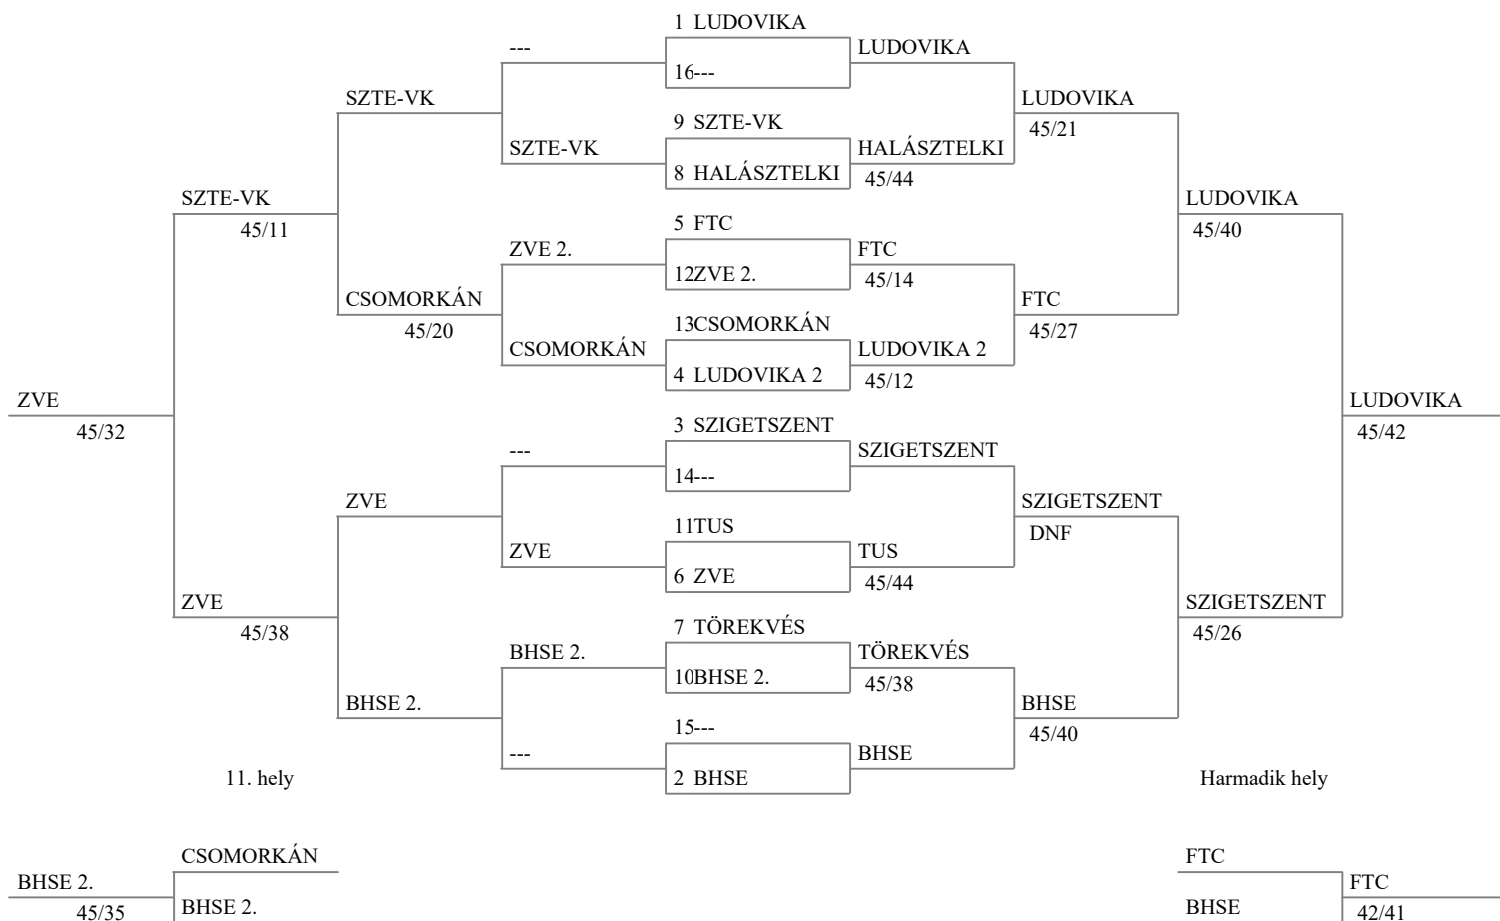 1 LUDOVIKA
--- LUDOVIKA
16---
SZTE-VK LUDOVIKA
9 SZTE-VK 45/21
SZTE-VK HALÁSZTELKI
8 HALÁSZTELKI 45/44
SZTE-VK LUDOVIKA
45/11 5 FTC 45/40
ZVE 2. FTC
12ZVE 2. 45/14
CSOMORKÁN FTC
45/20 13CSOMORKÁN 45/27
CSOMORKÁN LUDOVIKA 2
4 LUDOVIKA 2 45/12
ZVE LUDOVIKA
45/32 3 SZIGETSZENT 45/42
--- SZIGETSZENT
14---
ZVE SZIGETSZENT
11TUS DNF
ZVE TUS
6 ZVE 45/44
ZVE SZIGETSZENT
45/38 7 TÖREKVÉS 45/26
BHSE 2. TÖREKVÉS
10BHSE 2. 45/38
BHSE 2. BHSE
15--- 45/40
--- BHSE
11. hely 2 BHSE Harmadik hely
CSOMORKÁN FTC
BHSE 2. FTC
45/35 BHSE 2. BHSE 42/41